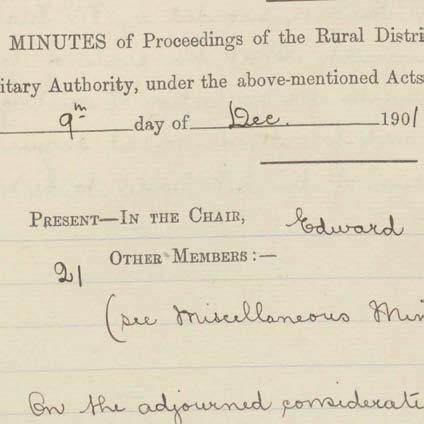 MINUTES of Proceedings of the Rural Distri
itary Authority, under the above-mentioned Acts
9th day of Dec. 1901
PRESENT—IN THE CHAIR, Edward
OTHER MEMBERS:—
21
(see Miscellaneous Min
On the adjourned considerati